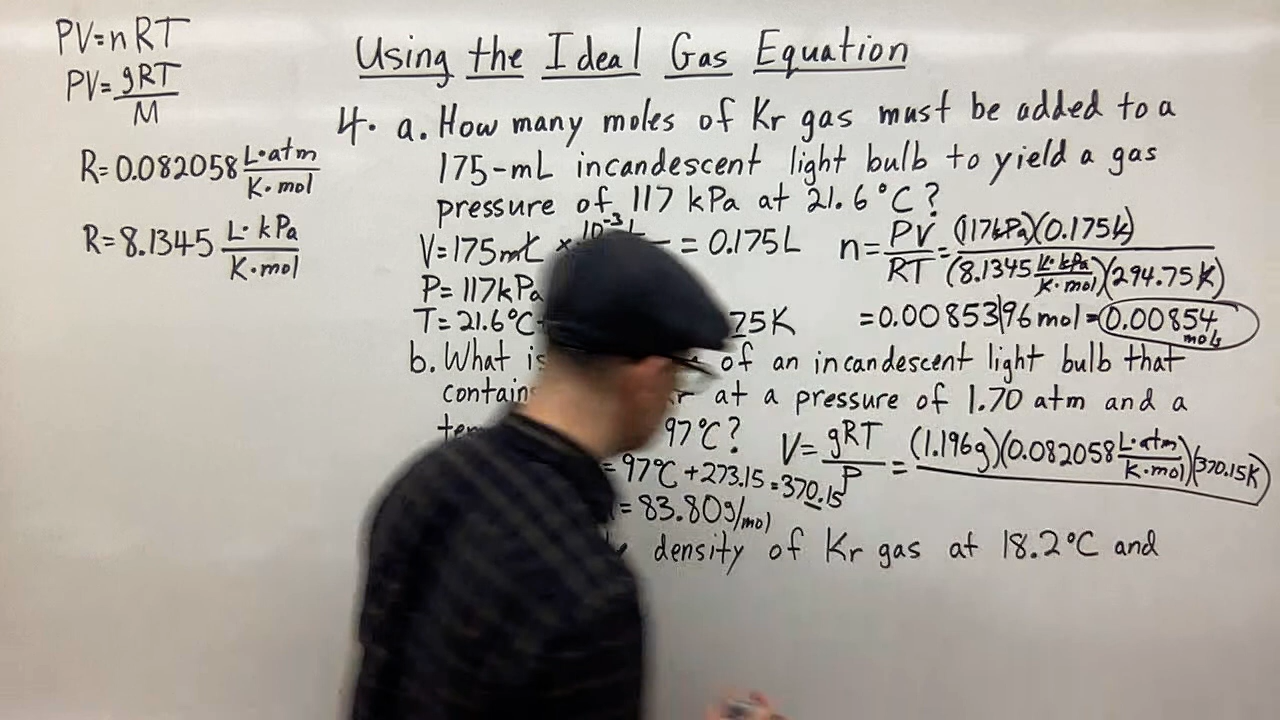 PV=nRT
PV=gRT/M
R=0.082058 L·atm/K·mol
R=8.1345 L·kPa/K·mol
Using the Ideal Gas Equation
4. a. How many moles of Kr gas must be added to a
175-mL incandescent light bulb to yield a gas
pressure of 117 kPa at 21.6°C?
V=175mL × 10⁻³L = 0.175L
P=117kPa
T=21.6°C 75K
n=PV/RT=(117kPa)(0.175L)/(8.1345 L·kPa/K·mol)(294.75K)
=0.00853|96mol=0.00854 mols
b. What is of an incandescent light bulb that
contains at a pressure of 1.70 atm and a
97°C?
=97°C+273.15=370.15
=83.80g/mol
V=gRT/P=(1.196g)(0.082058 L·atm/K·mol)(370.15K)
density of Kr gas at 18.2°C and